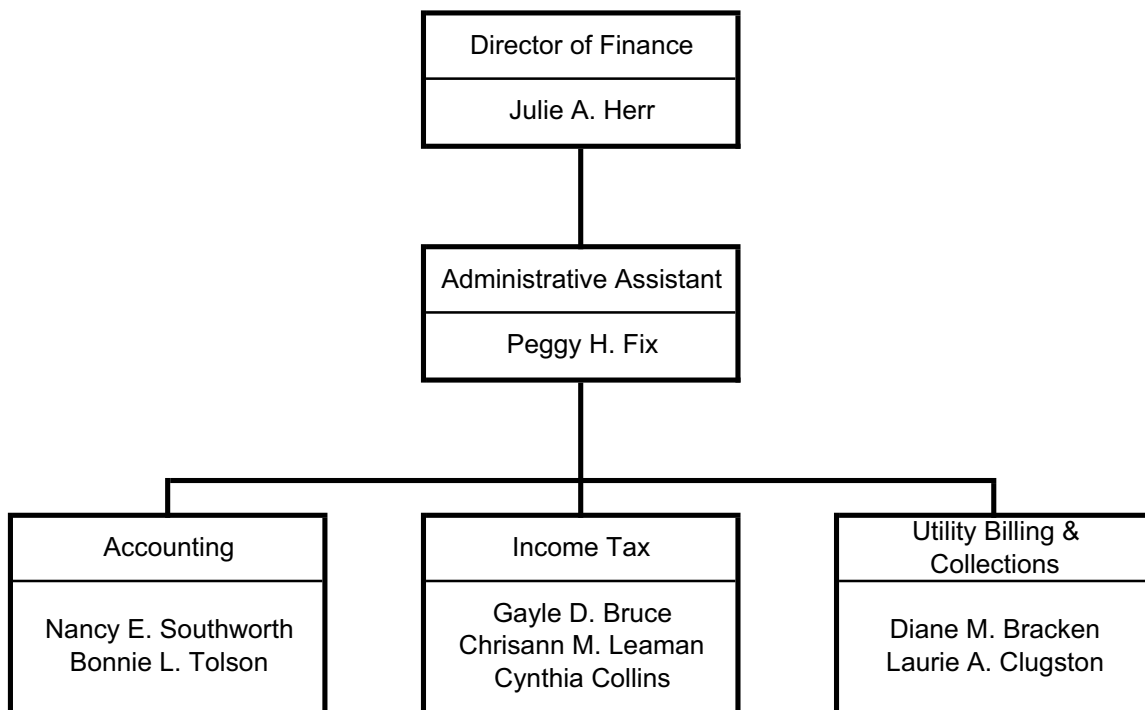 Director of Finance
Julie A. Herr
Administrative Assistant
Peggy H. Fix
Accounting
Nancy E. Southworth
Bonnie L. Tolson
Income Tax
Gayle D. Bruce
Chrisann M. Leaman
Cynthia Collins
Utility Billing &
Collections
Diane M. Bracken
Laurie A. Clugston